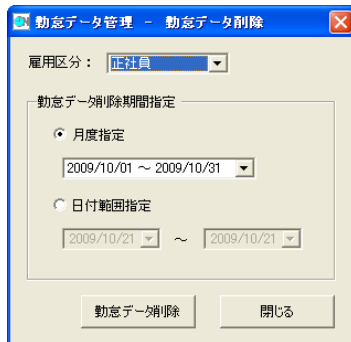 勤怠データ管理 － 勤怠データ削除
雇用区分： 正社員
勤怠データ削除期間指定
月度指定
2009/10/01 ～ 2009/10/31
日付範囲指定
2009/10/21 ～ 2009/10/21
勤怠データ削除 閉じる